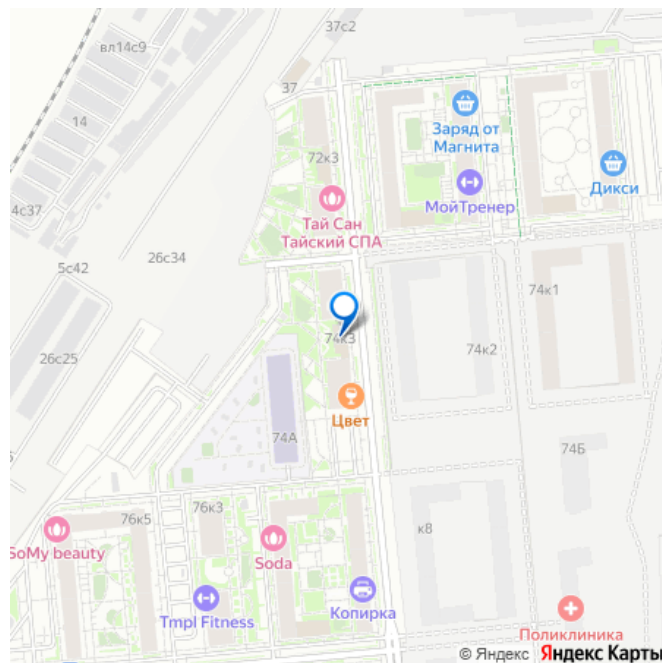 37с2
вл14с9
37
14
Заряд от
Магнита
72к3
Дикси
4с37
МойТренер
Тай Сан
Тайский СПА
26с34
5с42
74к1
74к3
74к2
26с25
Цвет
74А
74Б
76к5
76к3
к8
SoMy beauty
Soda
Tmpl Fitness
Копирка
Поликлиника
© Яндекс Яндекс Карты